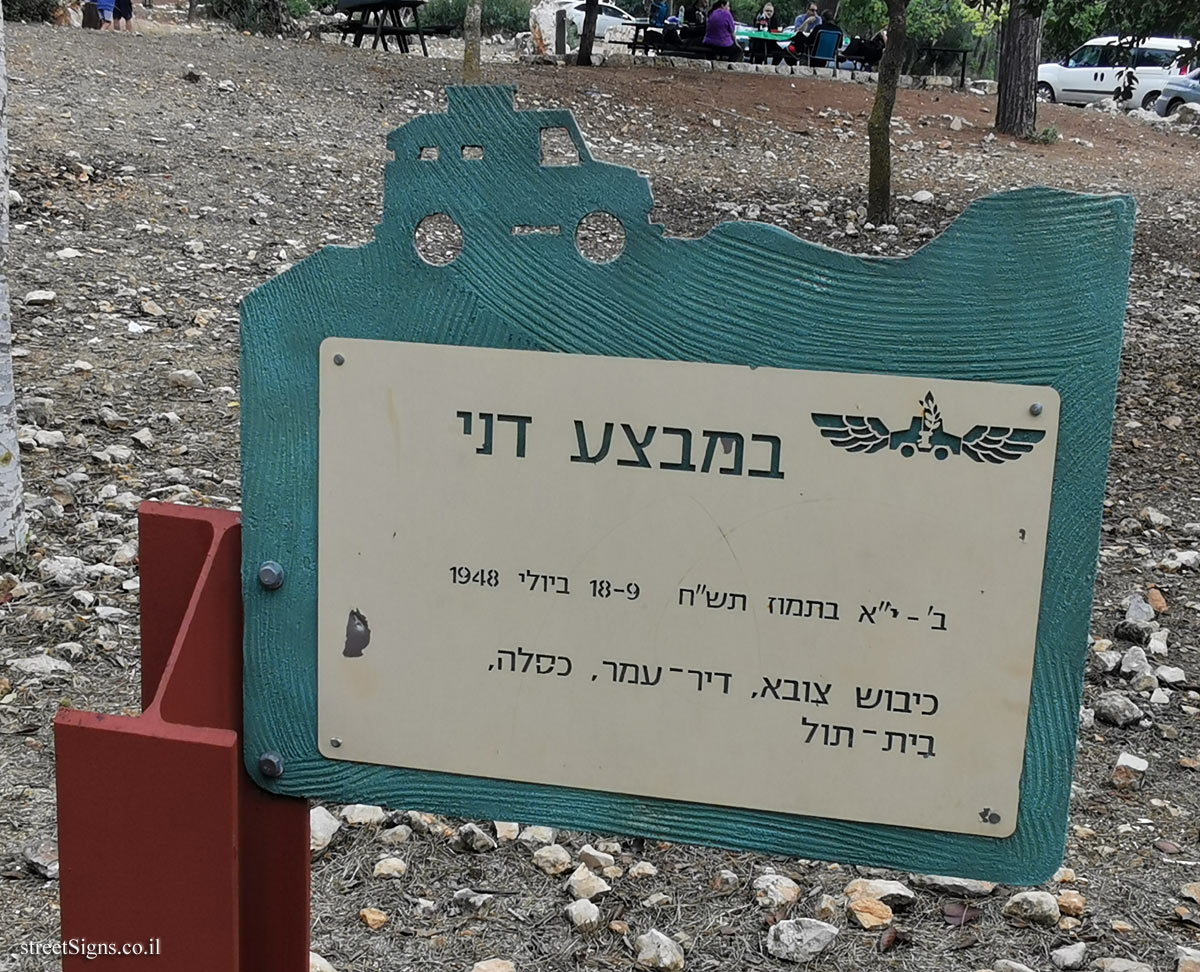 במבצע דני
ב' - י"א בתמוז תש"ח 9-18 ביולי 1948
כיבוש צובא, דיר-עמר, כסלה,
בית-תול
streetSigns.co.il